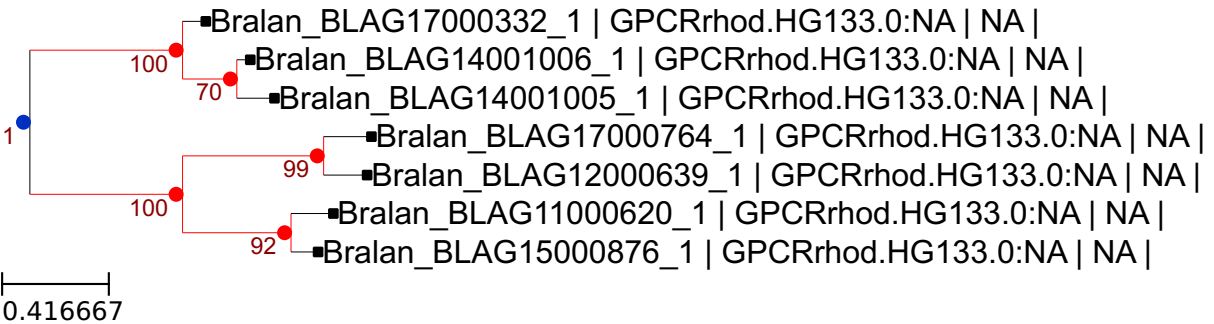 Bralan_BLAG17000332_1 | GPCRrhod.HG133.0:NA | NA |
100
Bralan_BLAG14001006_1 | GPCRrhod.HG133.0:NA | NA |
70
Bralan_BLAG14001005_1 | GPCRrhod.HG133.0:NA | NA |
1
Bralan_BLAG17000764_1 | GPCRrhod.HG133.0:NA | NA |
99
Bralan_BLAG12000639_1 | GPCRrhod.HG133.0:NA | NA |
100
Bralan_BLAG11000620_1 | GPCRrhod.HG133.0:NA | NA |
92
Bralan_BLAG15000876_1 | GPCRrhod.HG133.0:NA | NA |
0.416667